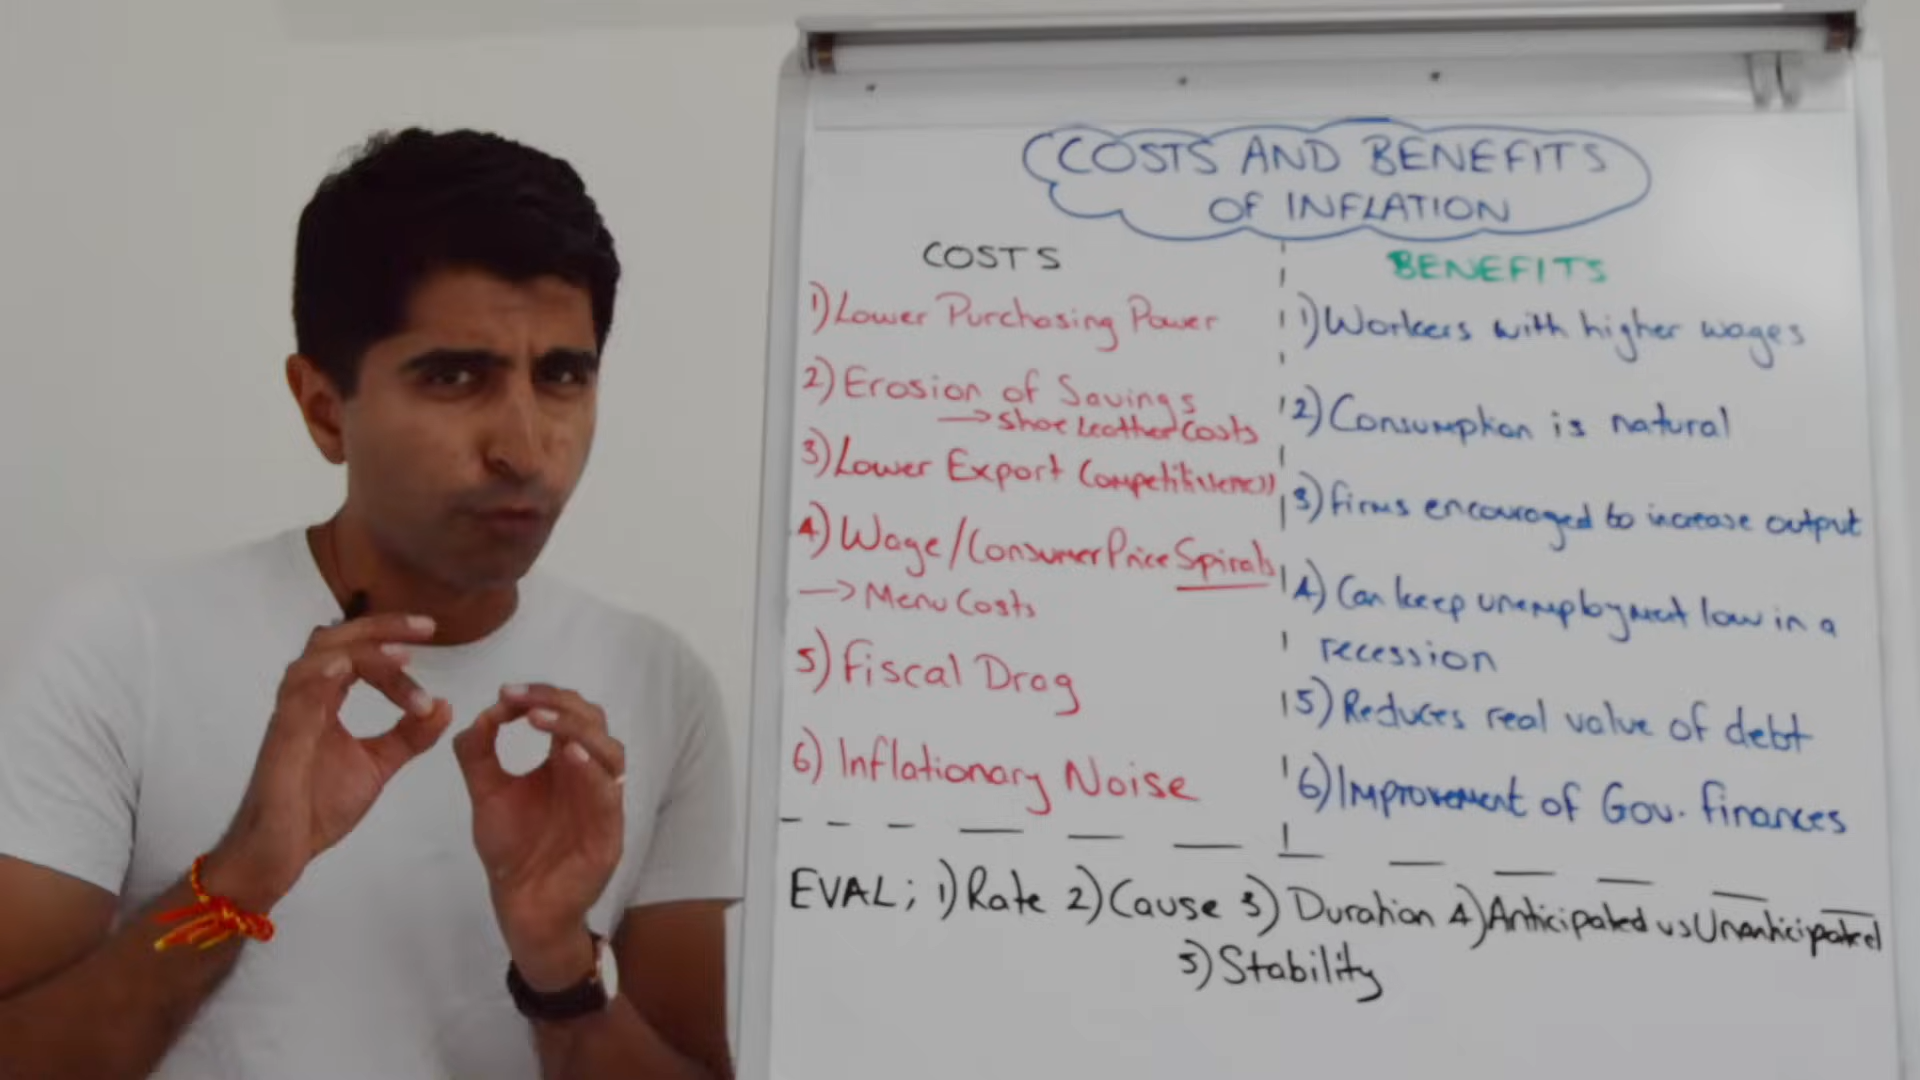 COSTS AND BENEFITS
OF INFLATION
COSTS
1) Lower Purchasing Power
2) Erosion of Savings
→ Shoe Leather Costs
3) Lower Export Competitiveness
4) Wage/Consumer Price Spirals
→ Menu Costs
5) Fiscal Drag
6) Inflationary Noise
BENEFITS
1) Workers with higher wages
2) Consumption is natural
3) Firms encouraged to increase output
4) Can keep unemployment low in a
recession
5) Reduces real value of debt
6) Improvement of Gov. finances
EVAL; 1) Rate 2) Cause 3) Duration 4) Anticipated vs Unanticipated
5) Stability